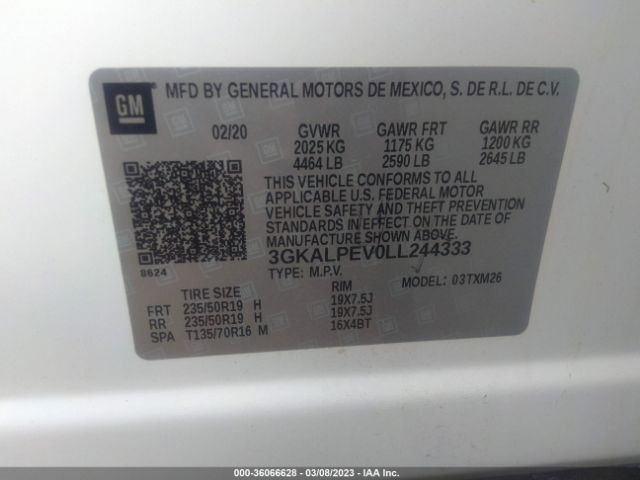 GM
MFD BY GENERAL MOTORS DE MEXICO, S. DE R.L. DE C.V.
02/20 GVWR GAWR FRT GAWR RR
2025 KG 1175 KG 1200 KG
4464 LB 2590 LB 2645 LB
THIS VEHICLE CONFORMS TO ALL
APPLICABLE U.S. FEDERAL MOTOR
VEHICLE SAFETY AND THEFT PREVENTION
STANDARDS IN EFFECT ON THE DATE OF
MANUFACTURE SHOWN ABOVE.
8624
3GKALPEV0LL244333
TYPE: M.P.V. MODEL: 03TXM26
TIRE SIZE RIM
FRT 235/50R19 H 19X7.5J
RR 235/50R19 H 19X7.5J
SPA T135/70R16 M 16X4BT
000-36066628 | 03/08/2023 | IAA Inc.